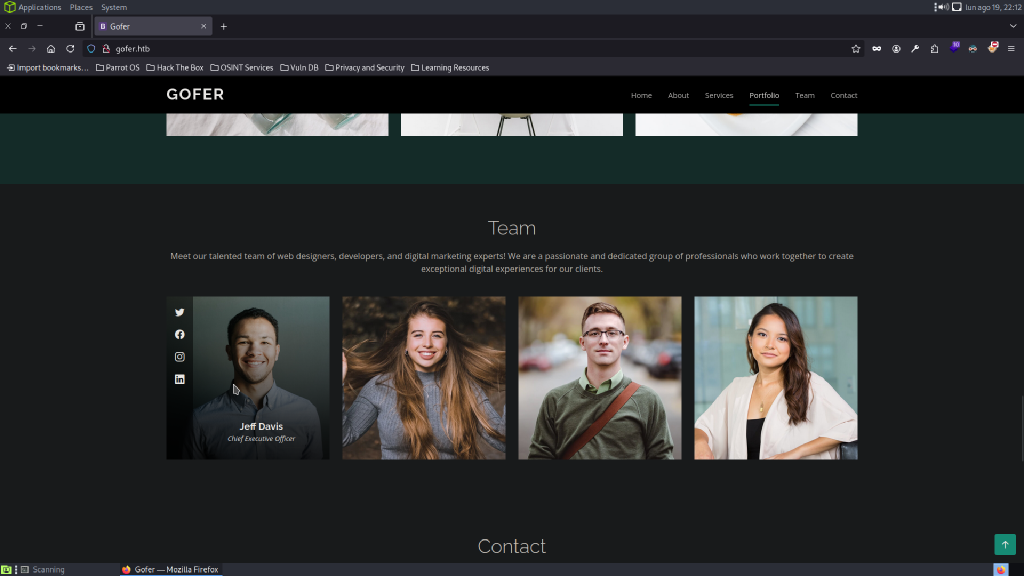 Applications Places System
lun ago 19, 22:12
Gofer
gofer.htb
Import bookmarks... Parrot OS Hack The Box OSINT Services Vuln DB Privacy and Security Learning Resources
10
GOFER
Home About Services Portfolio Team Contact
Team
Meet our talented team of web designers, developers, and digital marketing experts! We are a passionate and dedicated group of professionals who work together to create
exceptional digital experiences for our clients.
Jeff Davis
Chief Executive Officer
Contact
Scanning
Gofer — Mozilla Firefox